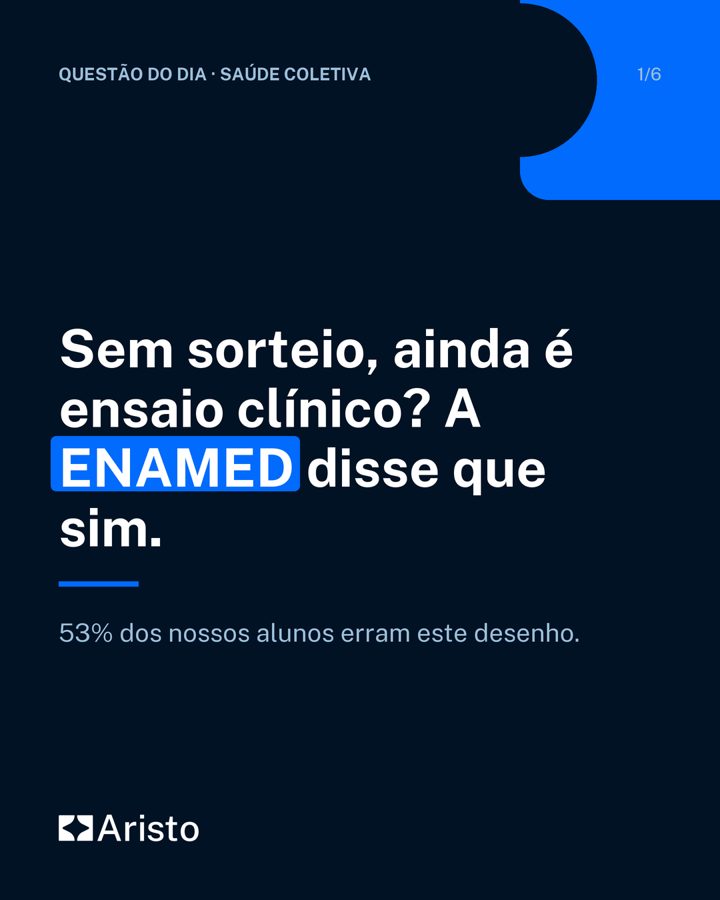 QUESTÃO DO DIA · SAÚDE COLETIVA
1/6
Sem sorteio, ainda é
ensaio clínico? A
ENAMED disse que
sim.
53% dos nossos alunos erram este desenho.
Aristo